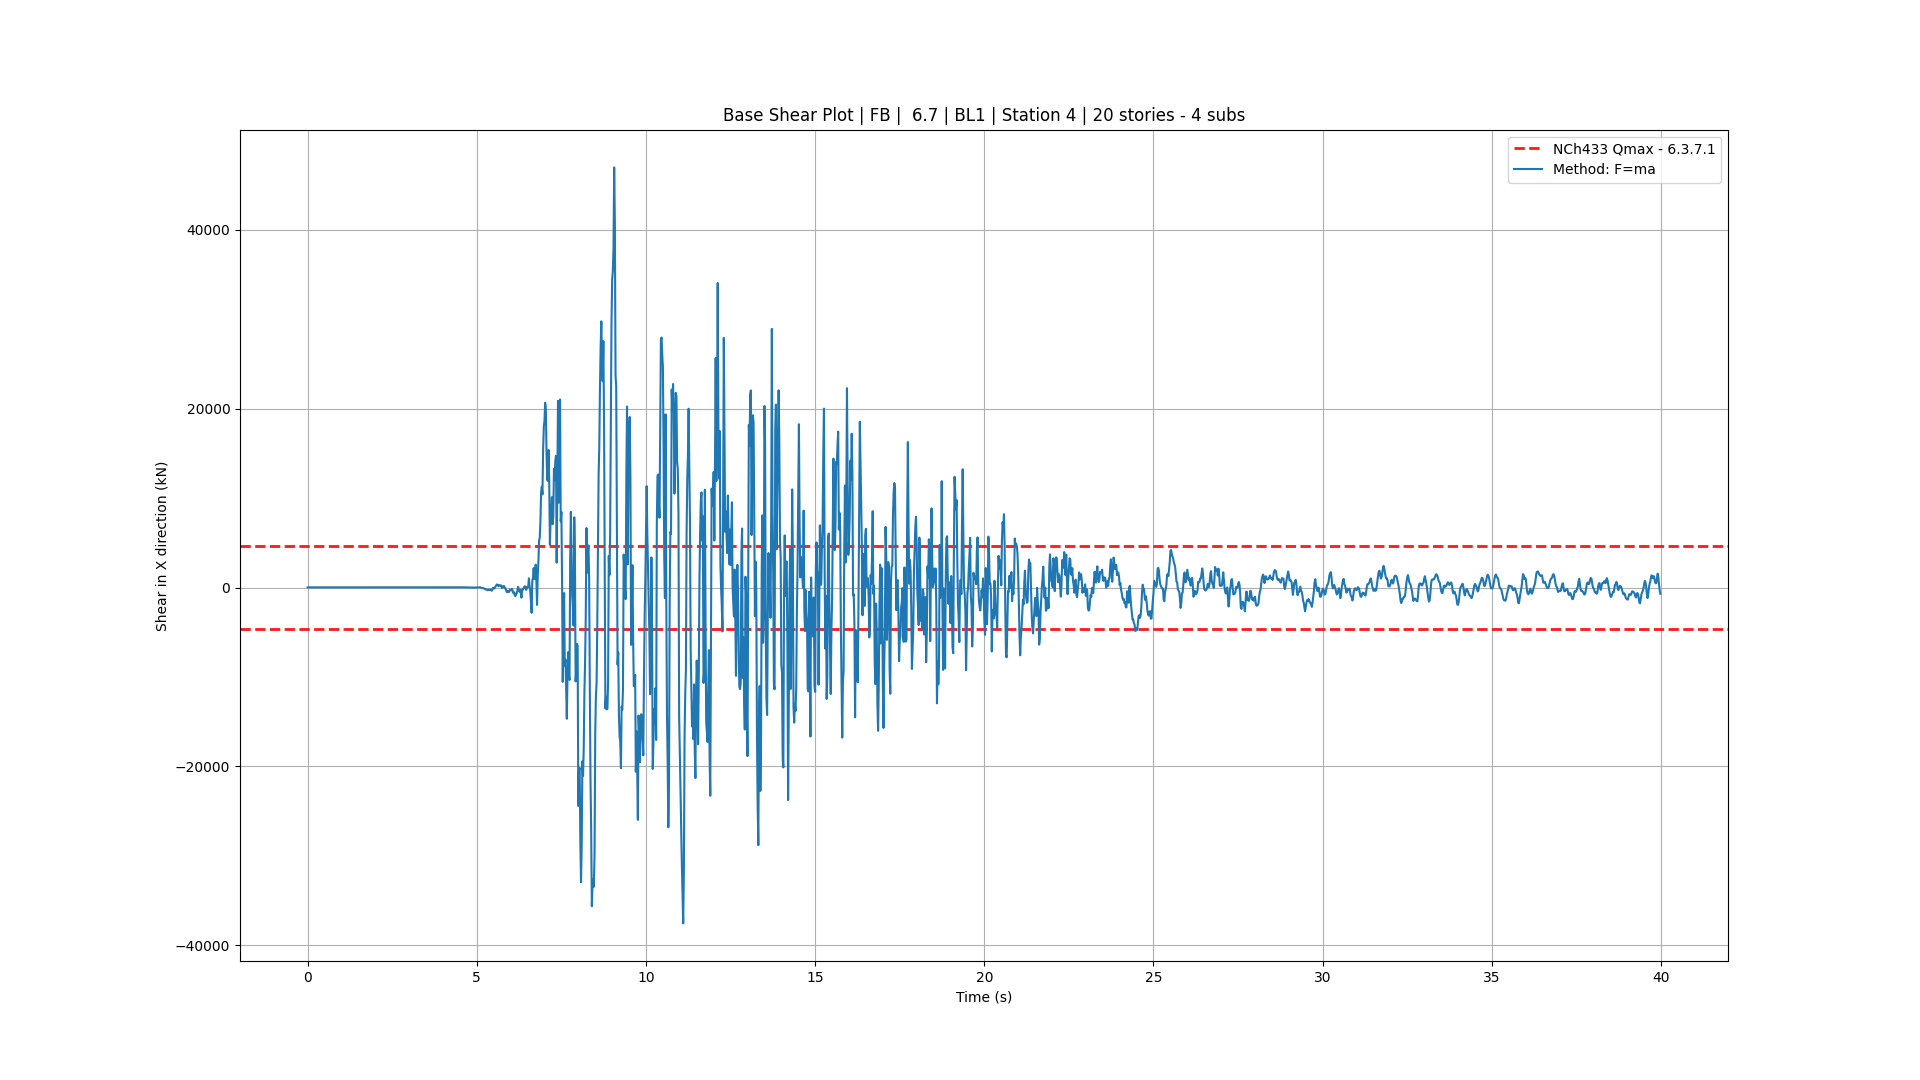 Base Shear Plot | FB |  6.7 | BL1 | Station 4 | 20 stories - 4 subs
NCh433 Qmax - 6.3.7.1
Method: F=ma
Shear in X direction (kN)
40000
20000
0
−20000
−40000
0 5 10 15 20 25 30 35 40
Time (s)